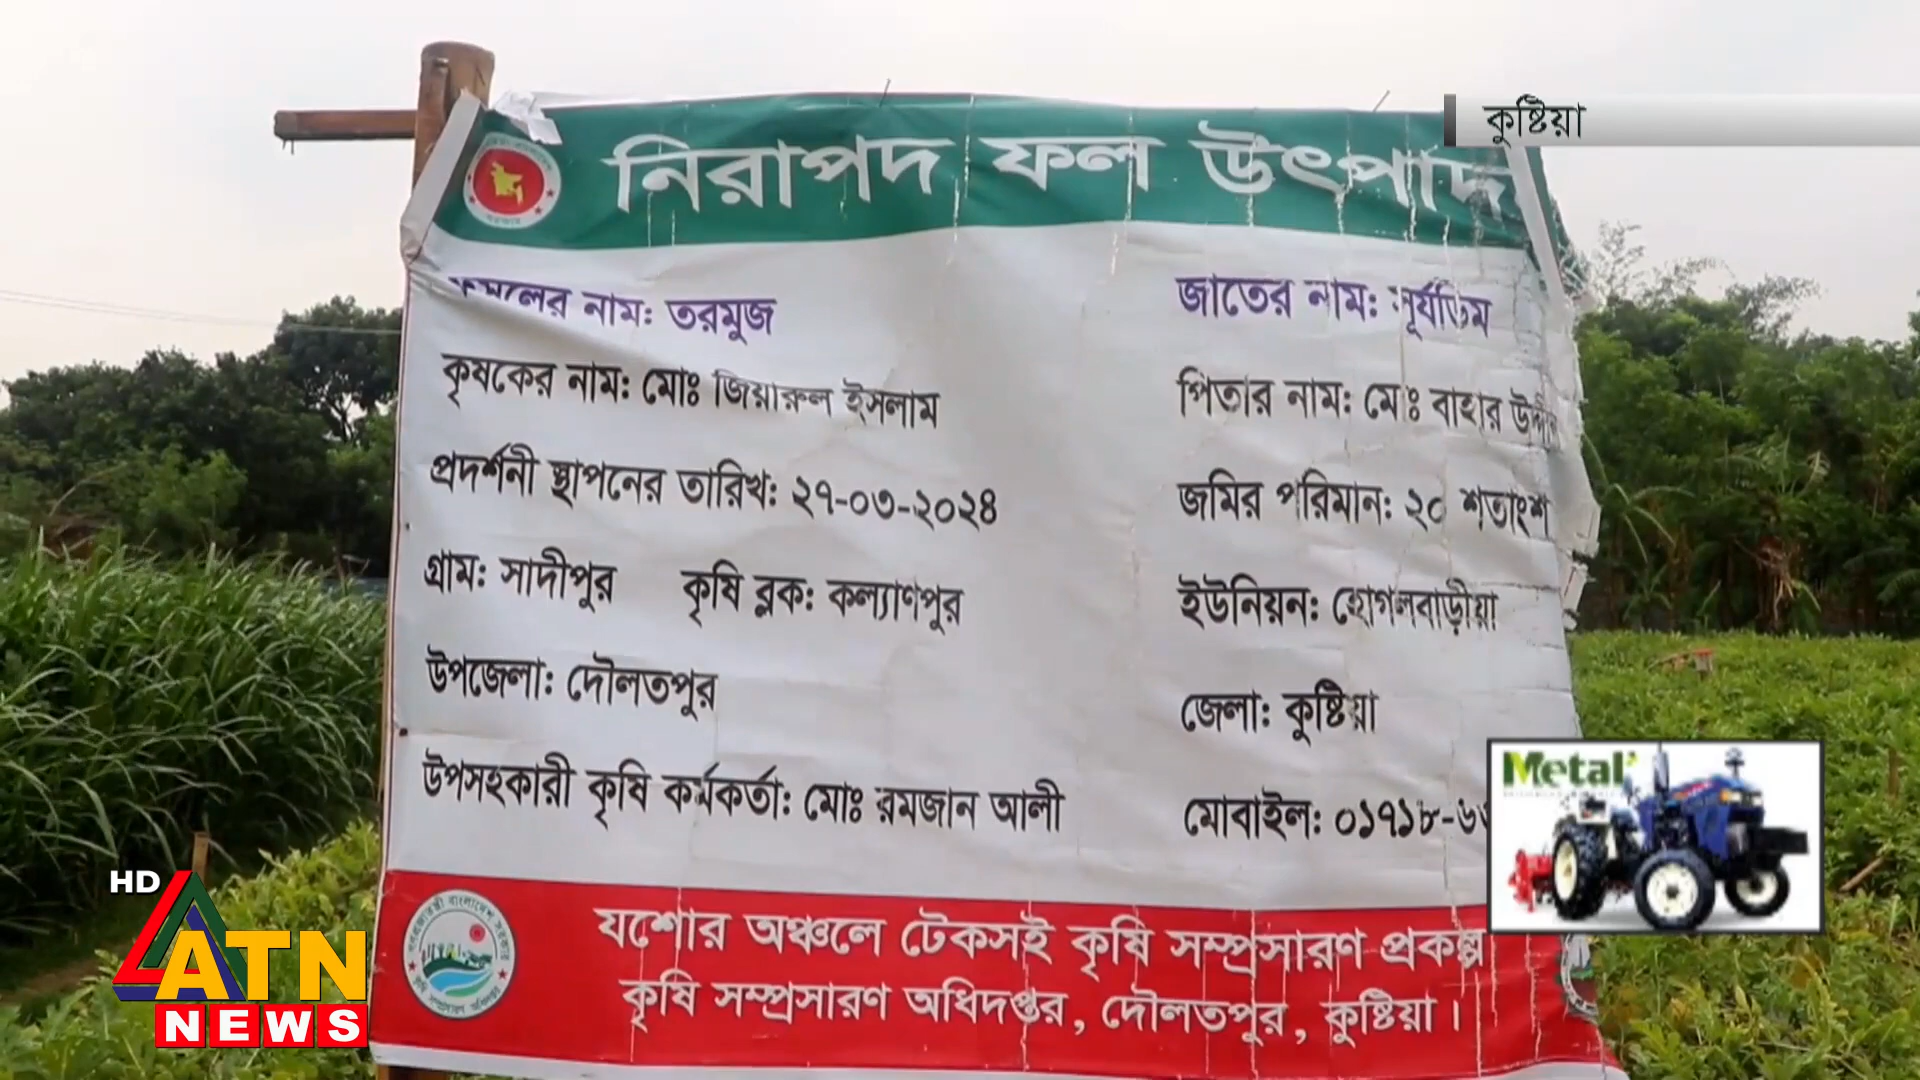 কুষ্টিয়া
নিরাপদ ফল উৎপাদ
নাম: তরমুজ
জাতের নাম:
কৃষকের নাম: মোঃ জিয়ারুল ইসলাম
পিতার নাম: মোঃ বাহার উদ্দীন
প্রদর্শনী স্থাপনের তারিখ: ২৭-০৩-২০২৪
জমির পরিমান: ২০ শতাংশ
গ্রাম: সাদীপুর কৃষি ব্লক: কল্যাণপুর
ইউনিয়ন: হোগলবাড়ীয়া
উপজেলা: দৌলতপুর
জেলা: কুষ্টিয়া
উপসহকারী কৃষি কর্মকর্তা: মোঃ রমজান আলী
মোবাইল: ০১৭১৮-৬
Metal
যশোর অঞ্চলে টেকসই কৃষি সম্প্রসারণ প্রকল্প
কৃষি সম্প্রসারণ অধিদপ্তর, দৌলতপুর, কুষ্টিয়া।
HD
ATN
NEWS